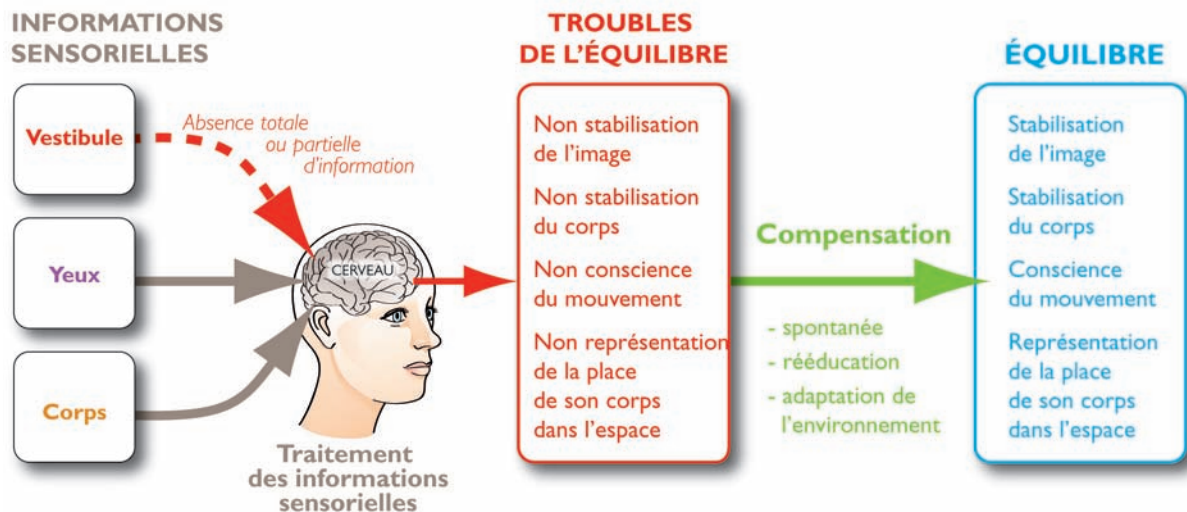 INFORMATIONS
SENSORIELLES
Vestibule
Yeux
Corps
Absence totale
ou partielle
d'information
CERVEAU
Traitement
des informations
sensorielles
TROUBLES
DE L'ÉQUILIBRE
Non stabilisation
de l'image
Non stabilisation
du corps
Non conscience
du mouvement
Non représentation
de la place
de son corps
dans l'espace
Compensation
- spontanée
- rééducation
- adaptation de
l'environnement
ÉQUILIBRE
Stabilisation
de l'image
Stabilisation
du corps
Conscience
du mouvement
Représentation
de la place
de son corps
dans l'espace